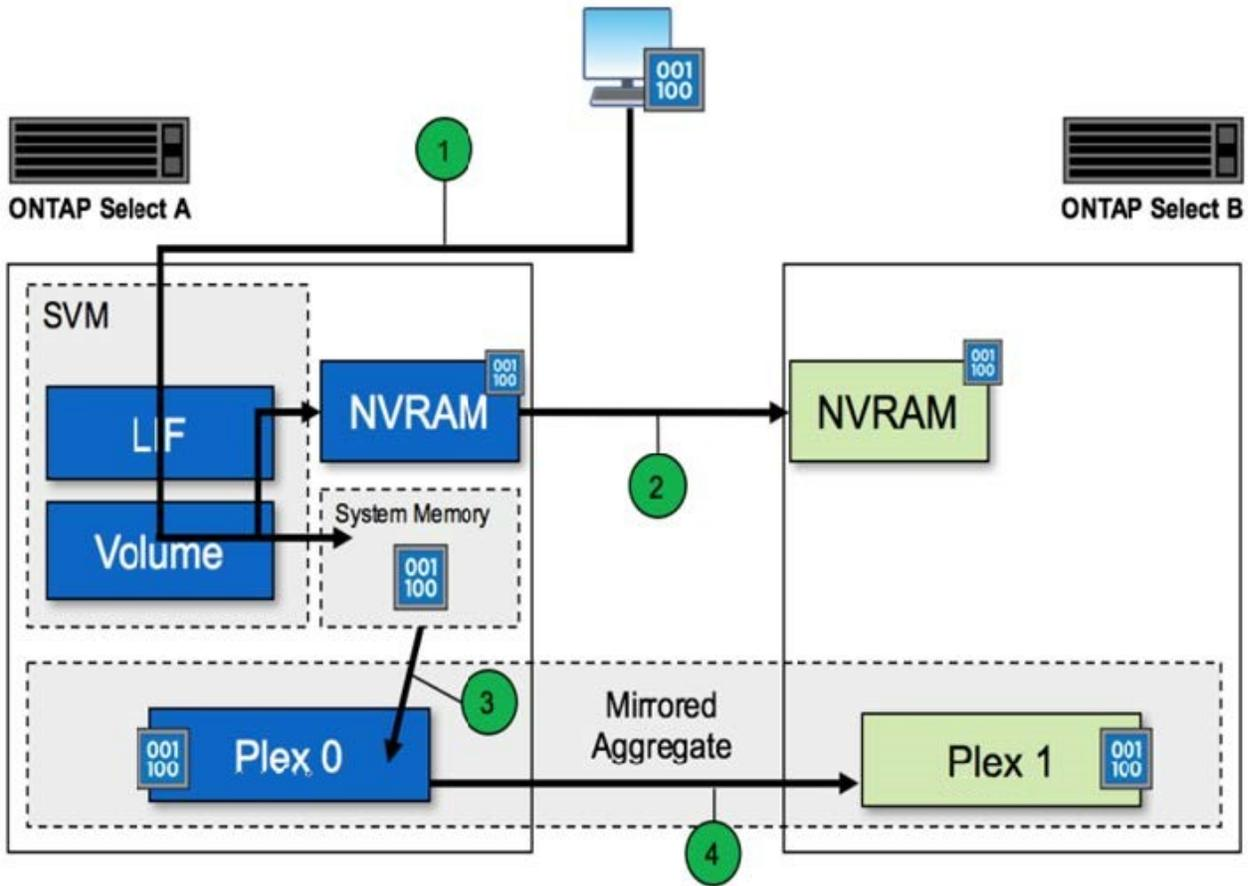 001
100
1
ONTAP Select A
ONTAP Select B
SVM
LIF
NVRAM
001
100
NVRAM
001
100
2
Volume
System Memory
001
100
3
Mirrored
Aggregate
001
100
Plex 0
Plex 1
001
100
4